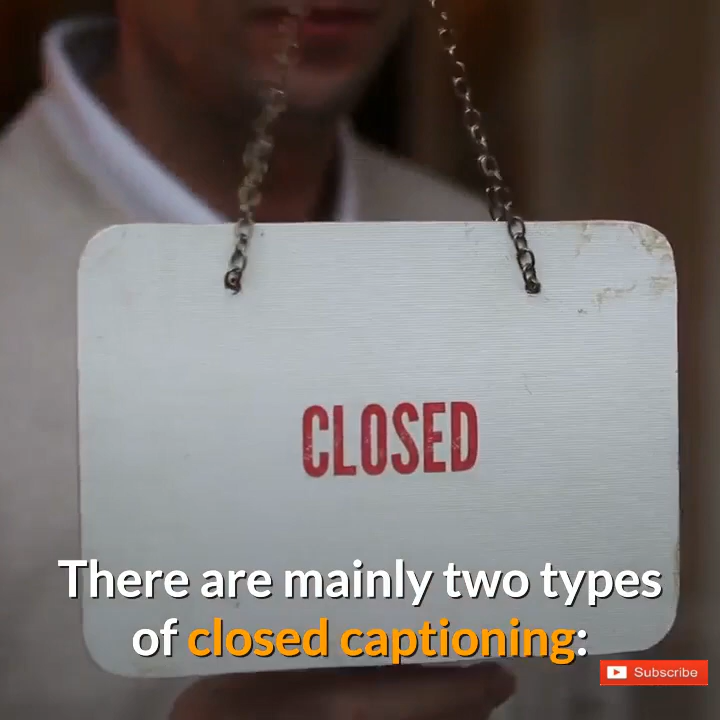 CLOSED
There are mainly two types
of closed captioning:
Subscribe